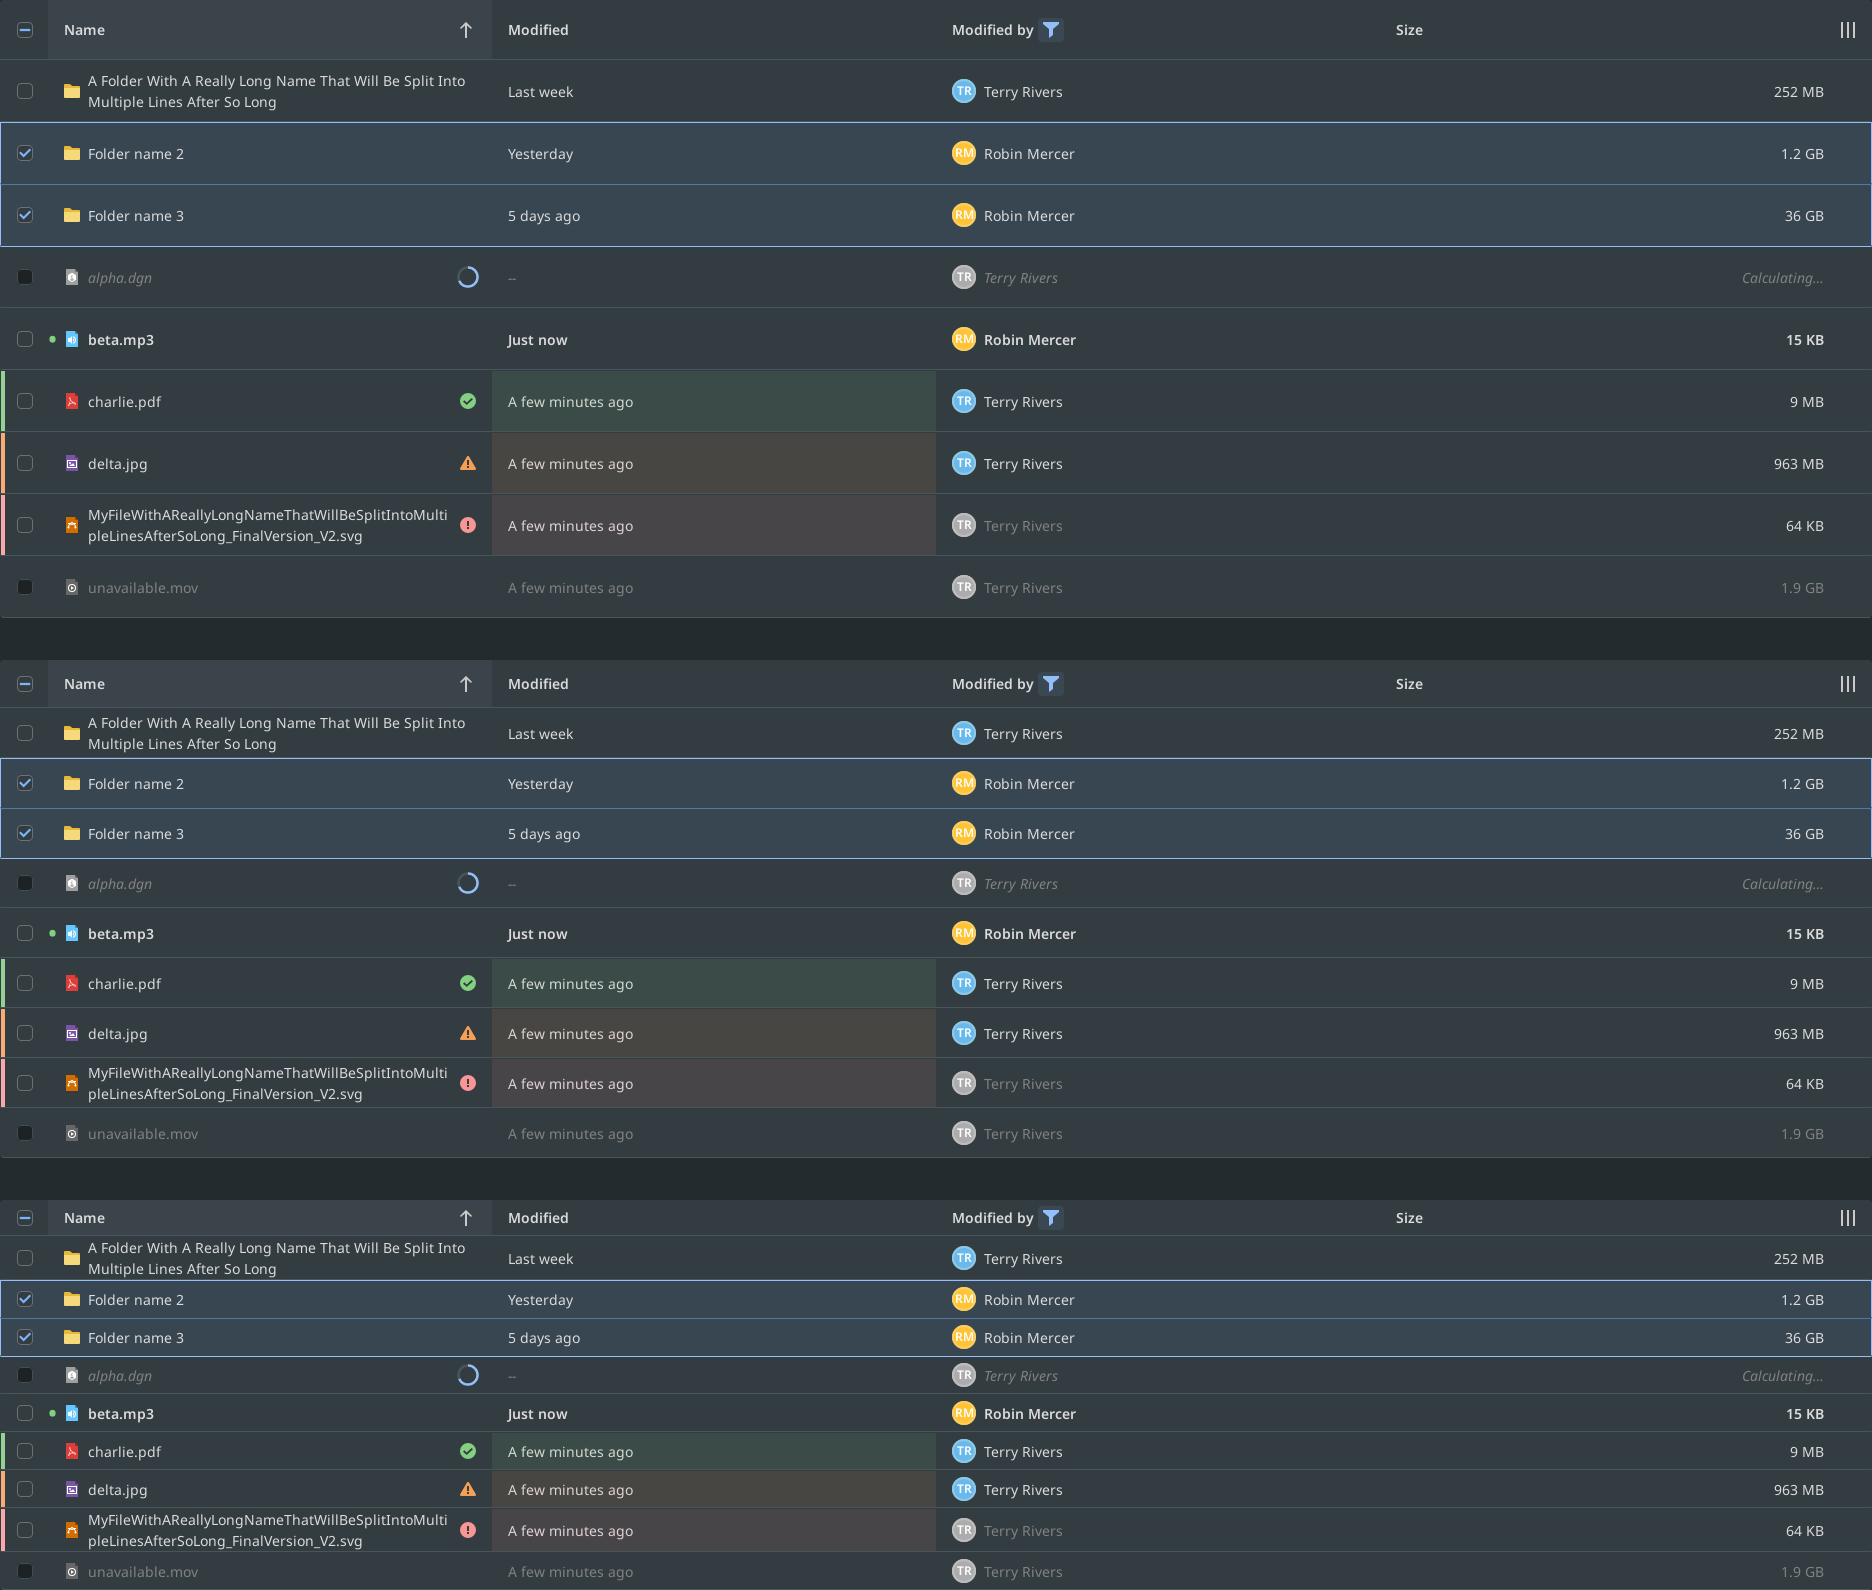 Name Modified Modified by Size
A Folder With A Really Long Name That Will Be Split Into
Multiple Lines After So Long Last week TR Terry Rivers 252 MB
Folder name 2 Yesterday RM Robin Mercer 1.2 GB
Folder name 3 5 days ago RM Robin Mercer 36 GB
alpha.dgn -- TR Terry Rivers Calculating...
beta.mp3 Just now RM Robin Mercer 15 KB
charlie.pdf A few minutes ago TR Terry Rivers 9 MB
delta.jpg A few minutes ago TR Terry Rivers 963 MB
MyFileWithAReallyLongNameThatWillBeSplitIntoMulti
pleLinesAfterSoLong_FinalVersion_V2.svg A few minutes ago TR Terry Rivers 64 KB
unavailable.mov A few minutes ago TR Terry Rivers 1.9 GB
Name Modified Modified by Size
A Folder With A Really Long Name That Will Be Split Into
Multiple Lines After So Long Last week TR Terry Rivers 252 MB
Folder name 2 Yesterday RM Robin Mercer 1.2 GB
Folder name 3 5 days ago RM Robin Mercer 36 GB
alpha.dgn -- TR Terry Rivers Calculating...
beta.mp3 Just now RM Robin Mercer 15 KB
charlie.pdf A few minutes ago TR Terry Rivers 9 MB
delta.jpg A few minutes ago TR Terry Rivers 963 MB
MyFileWithAReallyLongNameThatWillBeSplitIntoMulti
pleLinesAfterSoLong_FinalVersion_V2.svg A few minutes ago TR Terry Rivers 64 KB
unavailable.mov A few minutes ago TR Terry Rivers 1.9 GB
Name Modified Modified by Size
A Folder With A Really Long Name That Will Be Split Into
Multiple Lines After So Long Last week TR Terry Rivers 252 MB
Folder name 2 Yesterday RM Robin Mercer 1.2 GB
Folder name 3 5 days ago RM Robin Mercer 36 GB
alpha.dgn -- TR Terry Rivers Calculating...
beta.mp3 Just now RM Robin Mercer 15 KB
charlie.pdf A few minutes ago TR Terry Rivers 9 MB
delta.jpg A few minutes ago TR Terry Rivers 963 MB
MyFileWithAReallyLongNameThatWillBeSplitIntoMulti
pleLinesAfterSoLong_FinalVersion_V2.svg A few minutes ago TR Terry Rivers 64 KB
unavailable.mov A few minutes ago TR Terry Rivers 1.9 GB